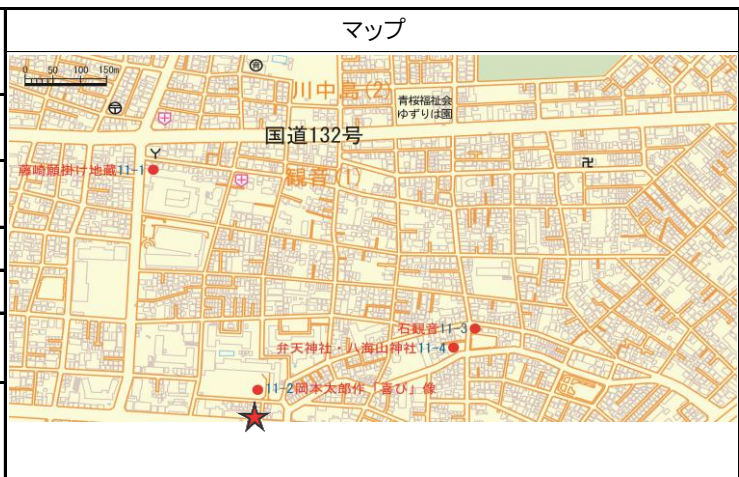 マップ
0 50 100 150m
川中島(2)
青桜福祉会
ゆずりは園
国道132号
藤崎願掛け地蔵11-1
観音(1)
石観音11-3
弁天神社・八海山神社11-4
11-2岡本太郎作「喜び」像